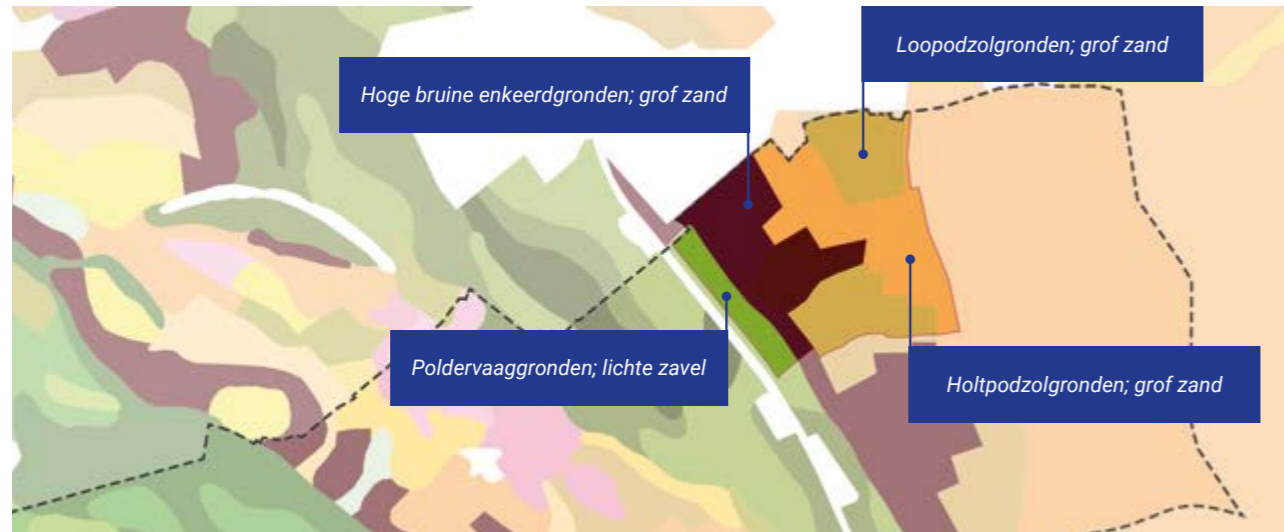 Loopodzolgronden; grof zand
Hoge bruine enkeerdgronden; grof zand
Poldervaaggronden; lichte zavel
Holtpodzolgronden; grof zand